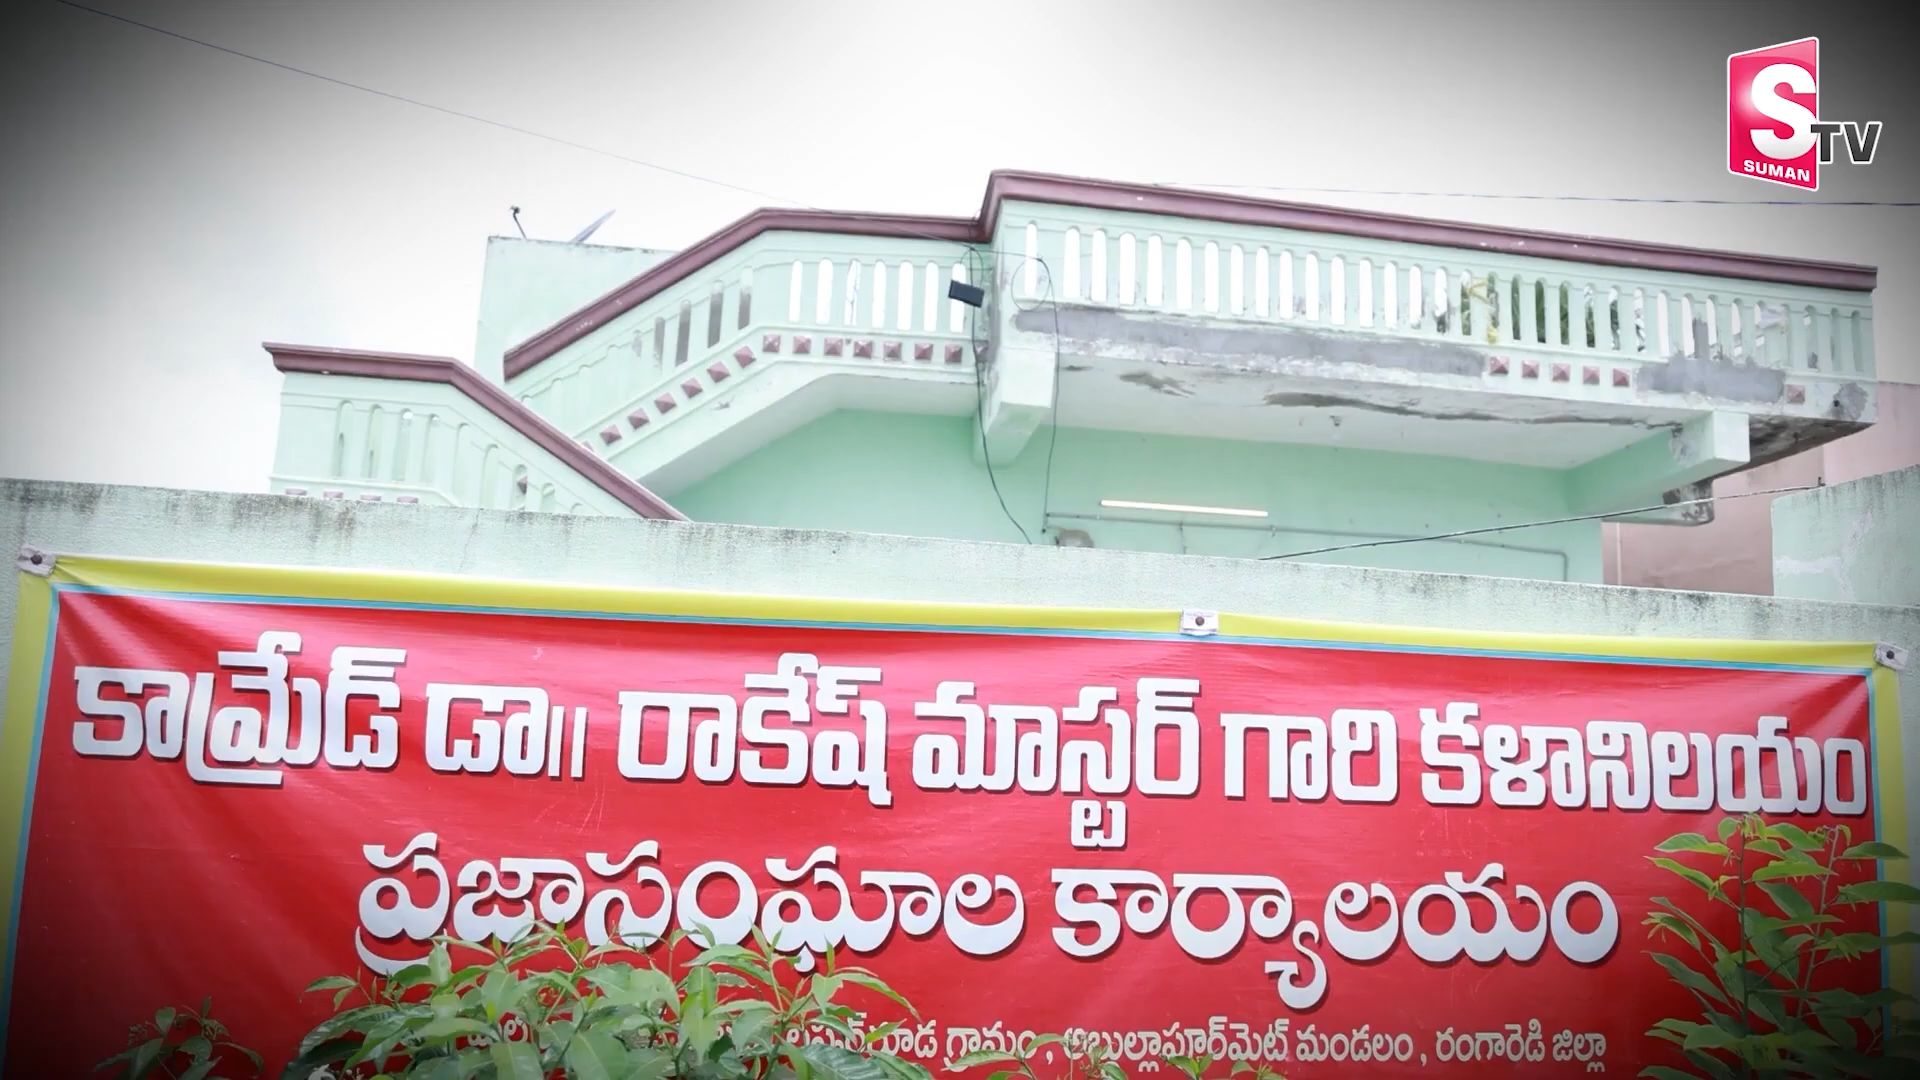 S
TV
SUMAN
కామ్రేడ్ డా॥ రాకేష్ మాస్టర్ గారి కళానిలయం
ప్రజాసంఘాల కార్యాలయం
గ్రామం, అబుల్లాపూర్‌మెట్ మండలం, రంగారెడి జిల్లా